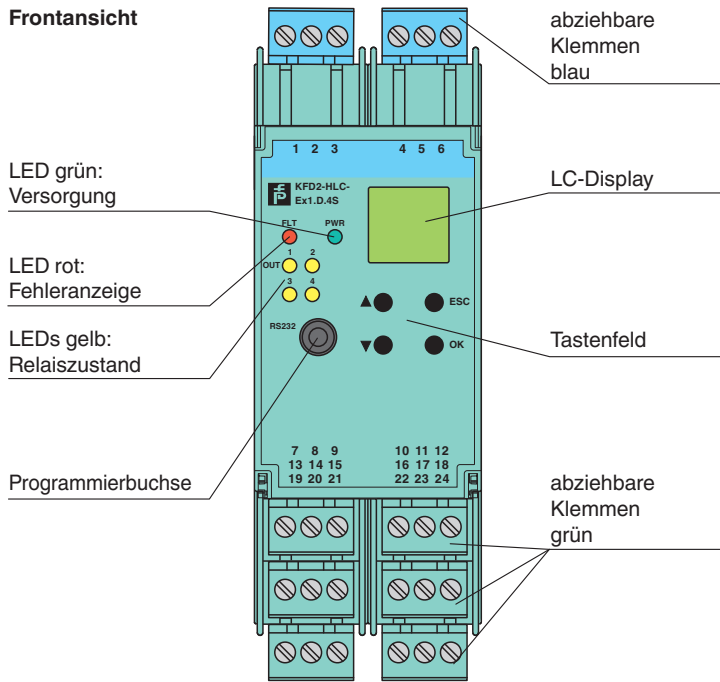 Frontansicht
abziehbare
Klemmen
blau
1 2 3
4 5 6
LED grün:
Versorgung
KFD2-HLC-
Ex1.D.4S
LC-Display
FLT
PWR
1 2
OUT
3 4
LED rot:
Fehleranzeige
▲
ESC
RS232
▼
OK
LEDs gelb:
Relaiszustand
Tastenfeld
7 8 9
13 14 15
19 20 21
10 11 12
16 17 18
22 23 24
Programmierbuchse
abziehbare
Klemmen
grün